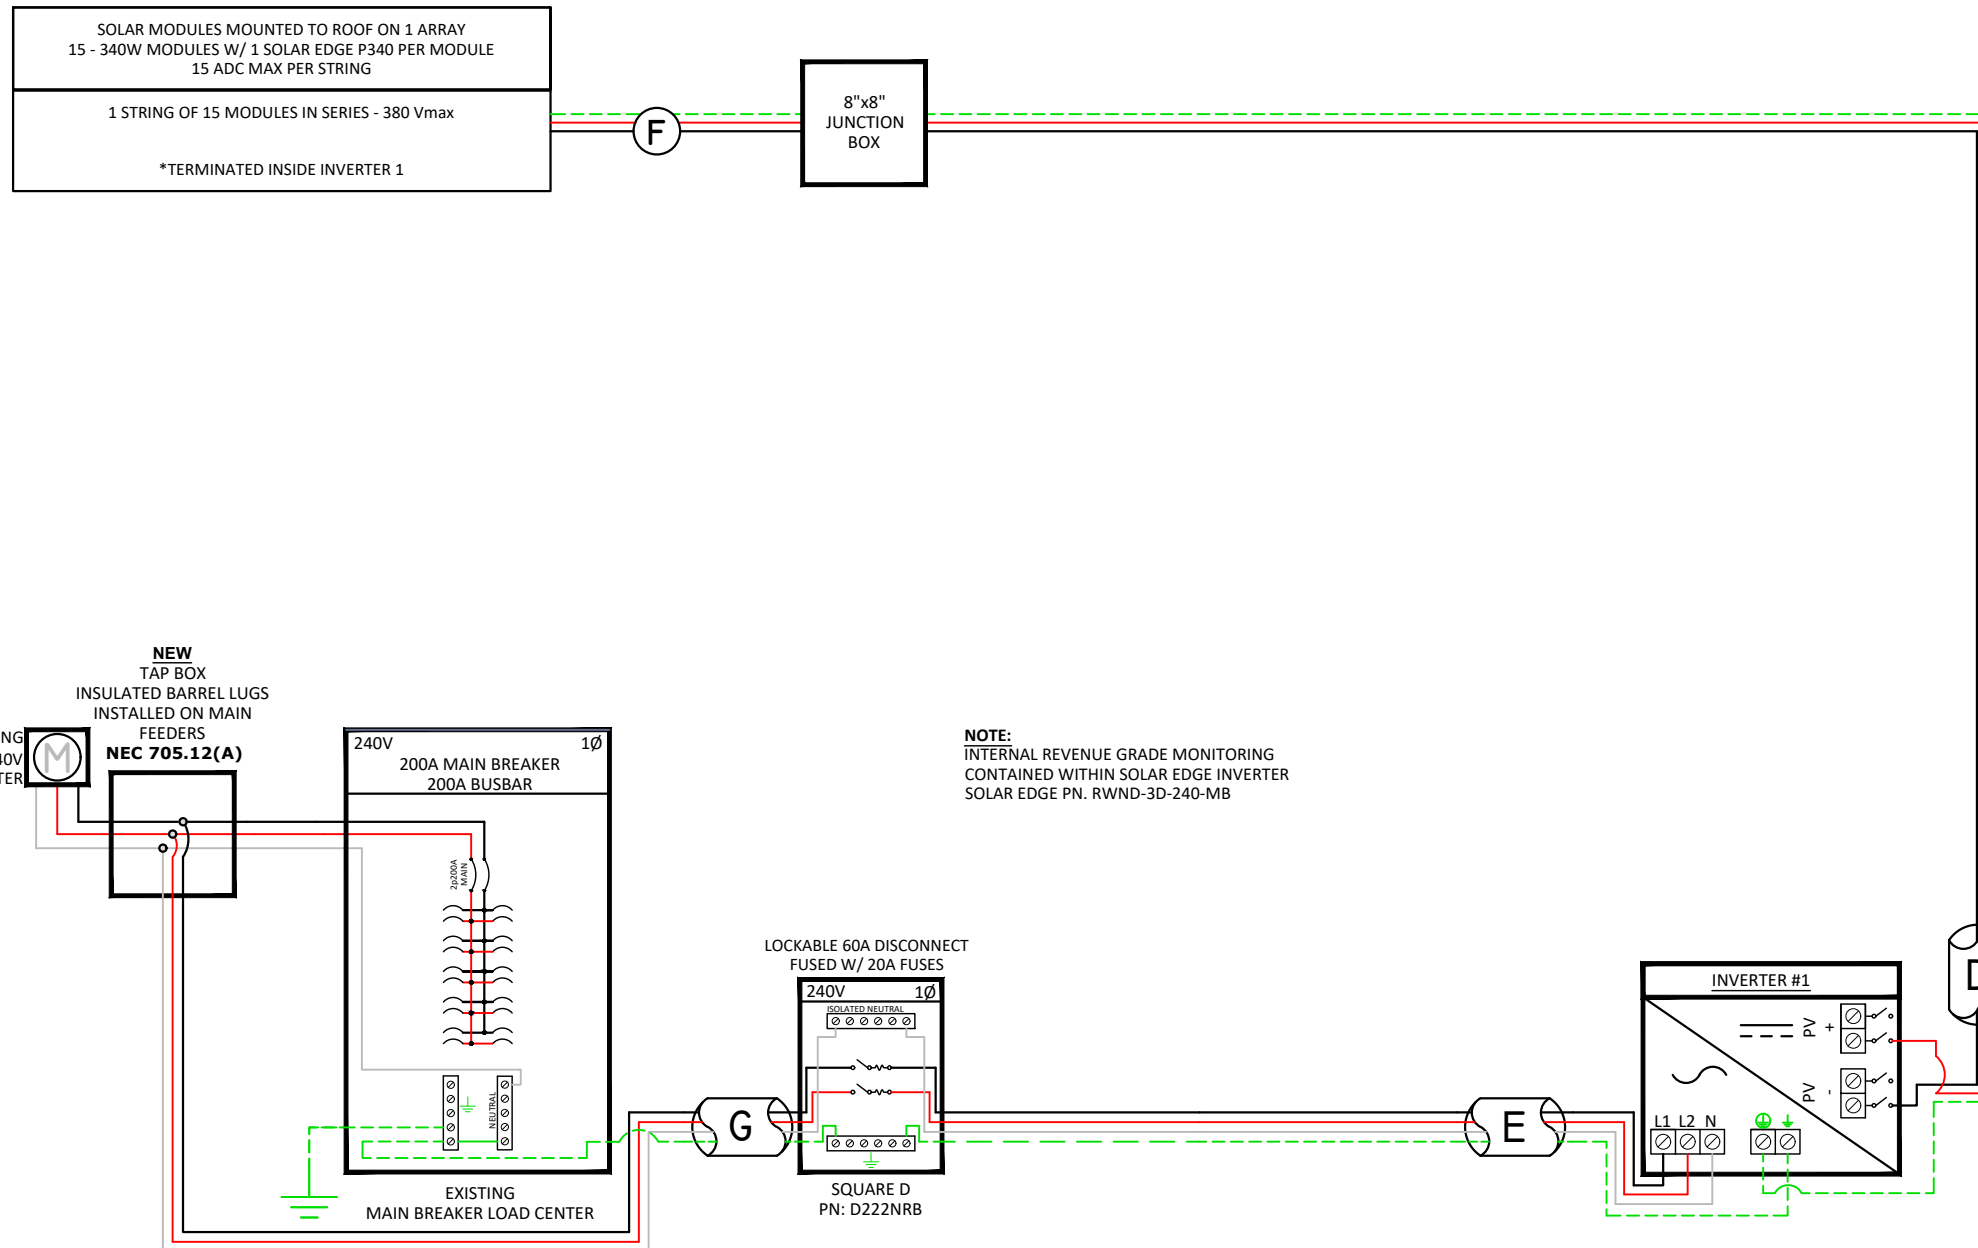 SOLAR MODULES MOUNTED TO ROOF ON 1 ARRAY
15 - 340W MODULES W/ 1 SOLAR EDGE P340 PER MODULE
15 ADC MAX PER STRING
1 STRING OF 15 MODULES IN SERIES - 380 Vmax
*TERMINATED INSIDE INVERTER 1
F
8"x8"
JUNCTION
BOX
NEW
TAP BOX
INSULATED BARREL LUGS
INSTALLED ON MAIN
FEEDERS
NEC 705.12(A)
NG
40V
TER
M
240V 1Ø
200A MAIN BREAKER
200A BUSBAR
2p200A
MAIN
NEUTRAL
EXISTING
MAIN BREAKER LOAD CENTER
NOTE:
INTERNAL REVENUE GRADE MONITORING
CONTAINED WITHIN SOLAR EDGE INVERTER
SOLAR EDGE PN. RWND-3D-240-MB
LOCKABLE 60A DISCONNECT
FUSED W/ 20A FUSES
240V 1Ø
ISOLATED NEUTRAL
G
SQUARE D
PN: D222NRB
E
INVERTER #1
PV +
PV -
L1 L2 N
D